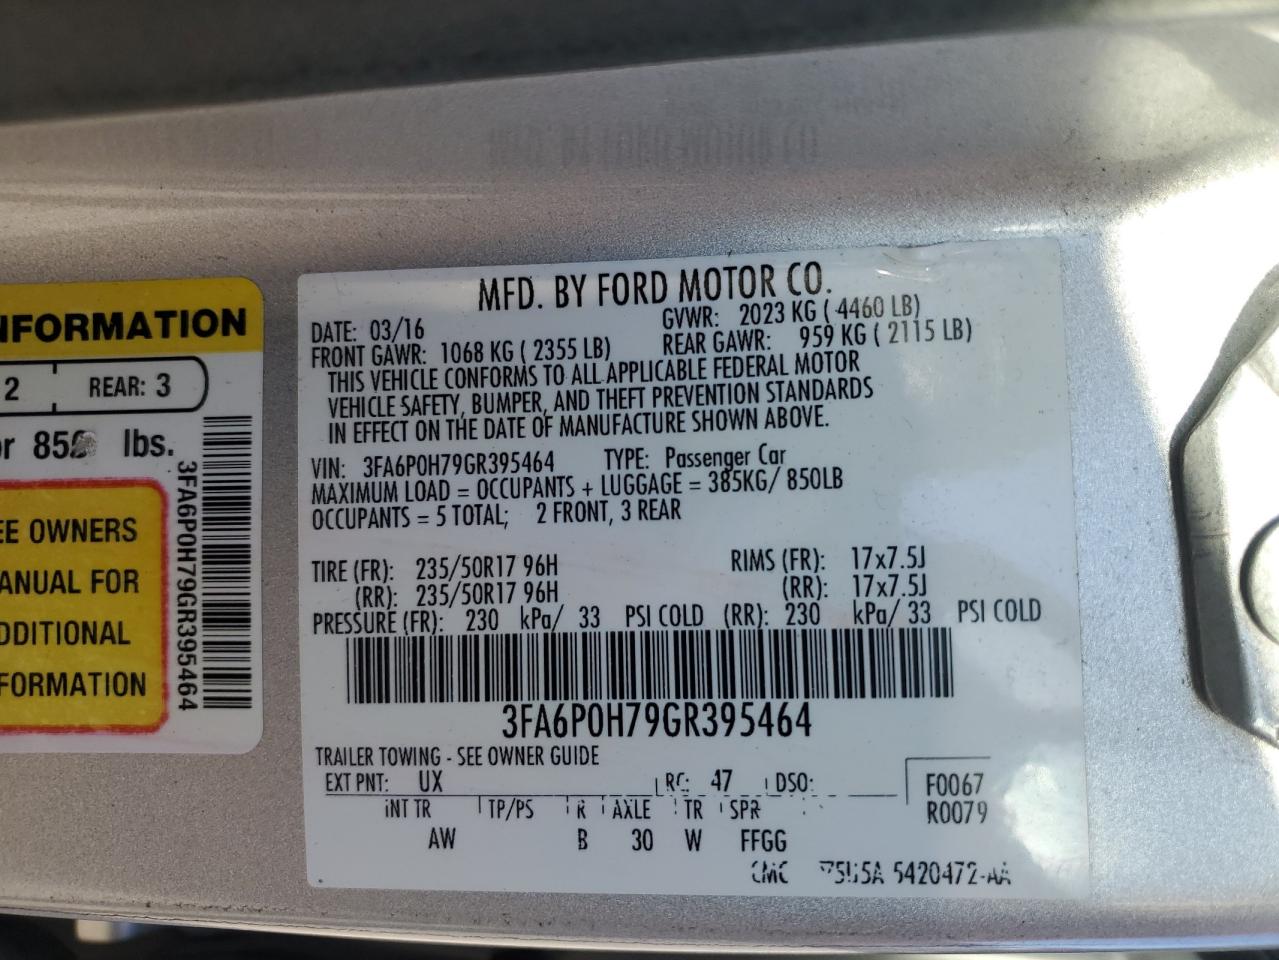 NFORMATION
2 REAR: 3
lbs.
EE OWNERS
ANUAL FOR
DDITIONAL
FORMATION
3FA6P0H79GR395464
MFD. BY FORD MOTOR CO.
DATE: 03/16 GVWR: 2023 KG ( 4460 LB)
FRONT GAWR: 1068 KG ( 2355 LB) REAR GAWR: 959 KG ( 2115 LB)
THIS VEHICLE CONFORMS TO ALL APPLICABLE FEDERAL MOTOR
VEHICLE SAFETY, BUMPER, AND THEFT PREVENTION STANDARDS
IN EFFECT ON THE DATE OF MANUFACTURE SHOWN ABOVE.
VIN: 3FA6P0H79GR395464 TYPE: Passenger Car
MAXIMUM LOAD = OCCUPANTS + LUGGAGE = 385KG/ 850LB
OCCUPANTS = 5 TOTAL; 2 FRONT, 3 REAR
TIRE (FR): 235/50R17 96H RIMS (FR): 17x7.5J
(RR): 235/50R17 96H (RR): 17x7.5J
PRESSURE (FR): 230 kPa/ 33 PSI COLD (RR): 230 kPa/ 33 PSI COLD
3FA6P0H79GR395464
TRAILER TOWING - SEE OWNER GUIDE
EXT PNT: UX RC: 47 DSO: F0067
INT TR TP/PS R AXLE TR SPR R0079
AW B 30 W FFGG
CMC 5420472-AA